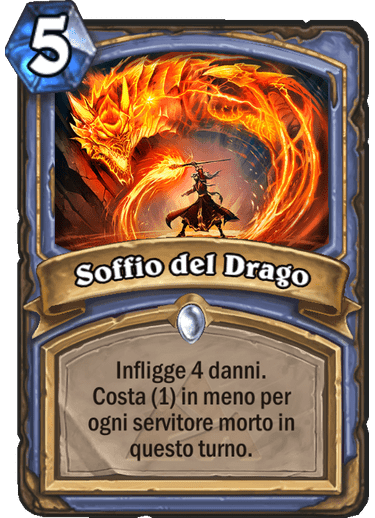 5
Soffio del Drago
Infligge 4 danni.
Costa (1) in meno per
ogni servitore morto in
questo turno.